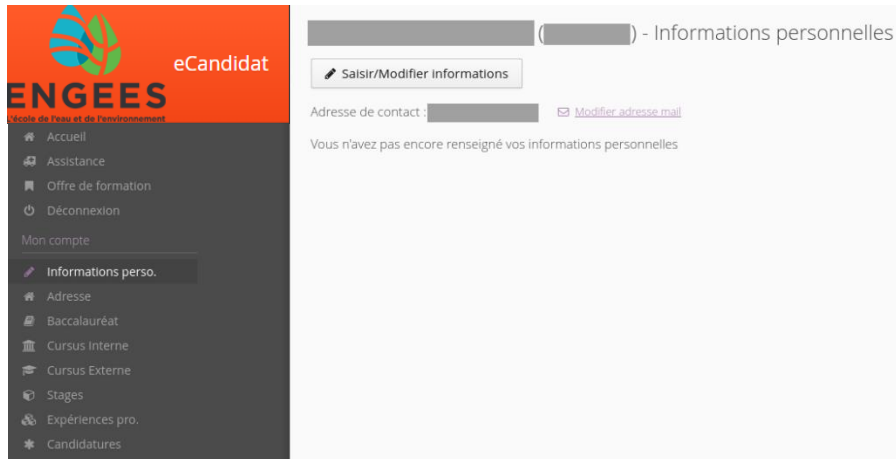 eCandidat
ENGEES
L'école de l'eau et de l'environnement
Accueil
Assistance
Offre de formation
Déconnexion
Mon compte
Informations perso.
Adresse
Baccalauréat
Cursus Interne
Cursus Externe
Stages
Expériences pro.
Candidatures
( ) - Informations personnelles
Saisir/Modifier informations
Adresse de contact : Modifier adresse mail
Vous n'avez pas encore renseigné vos informations personnelles